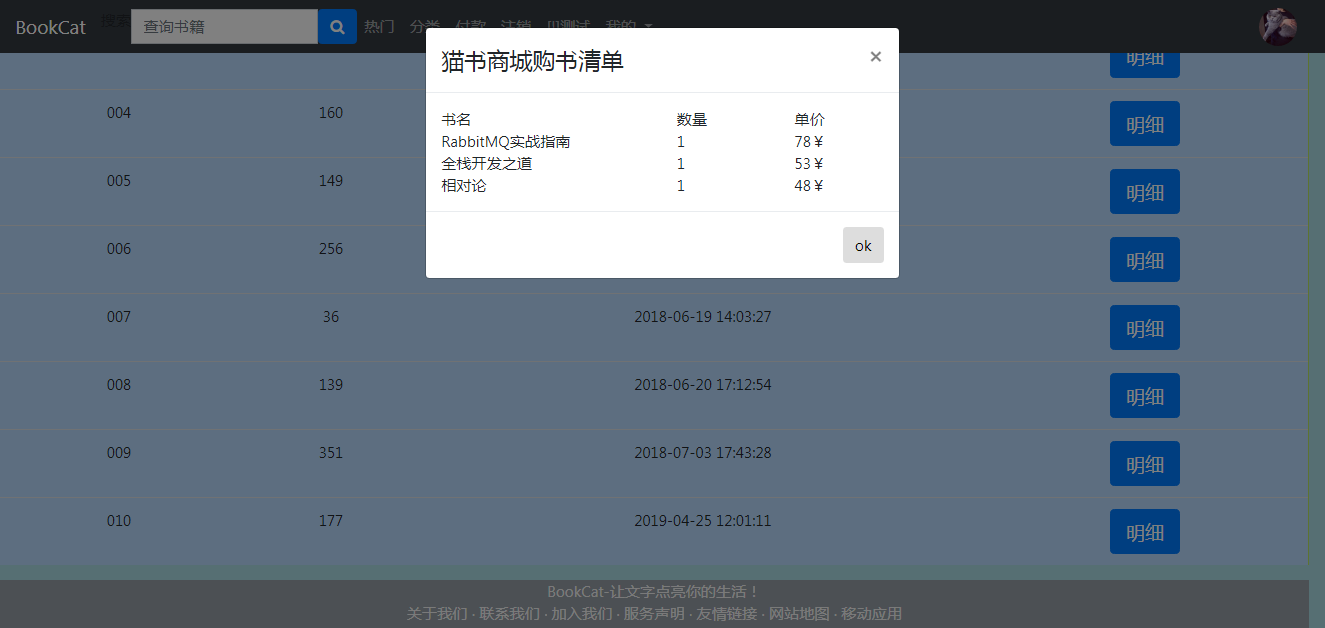 BookCat 搜索 查询书籍 热门 分类 付款 注销 我的
猫书商城购书清单 ×
书名 数量 单价
RabbitMQ实战指南 1 78￥
全栈开发之道 1 53￥
相对论 1 48￥
ok
明细
004 160 明细
005 149 明细
006 256 明细
007 36 2018-06-19 14:03:27 明细
008 139 2018-06-20 17:12:54 明细
009 351 2018-07-03 17:43:28 明细
010 177 2019-04-25 12:01:11 明细
BookCat-让文字点亮你的生活！
关于我们 · 联系我们 · 加入我们 · 服务声明 · 友情链接 · 网站地图 · 移动应用